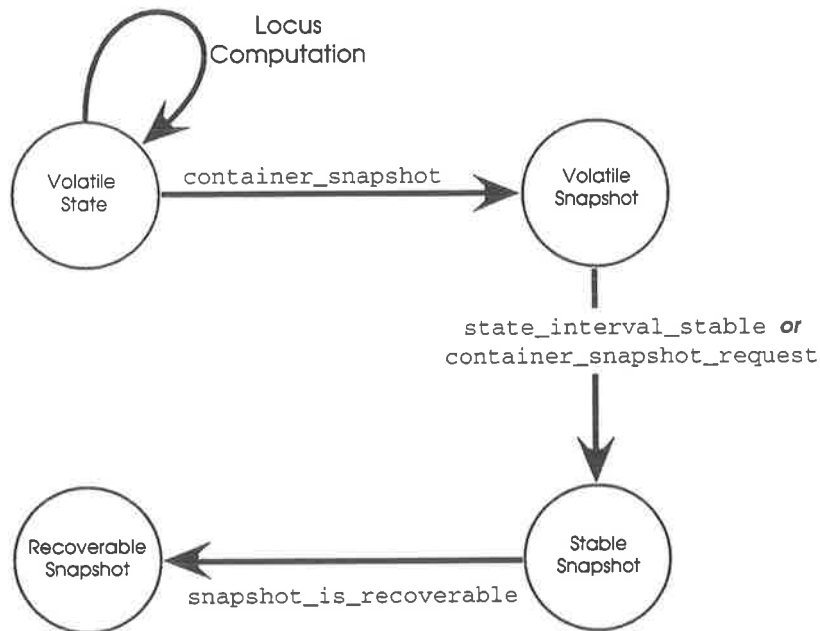 Locus
Computation
Volatile
State
container_snapshot
Volatile
Snapshot
state_interval_stable or
container_snapshot_request
Recoverable
Snapshot
snapshot_is_recoverable
Stable
Snapshot